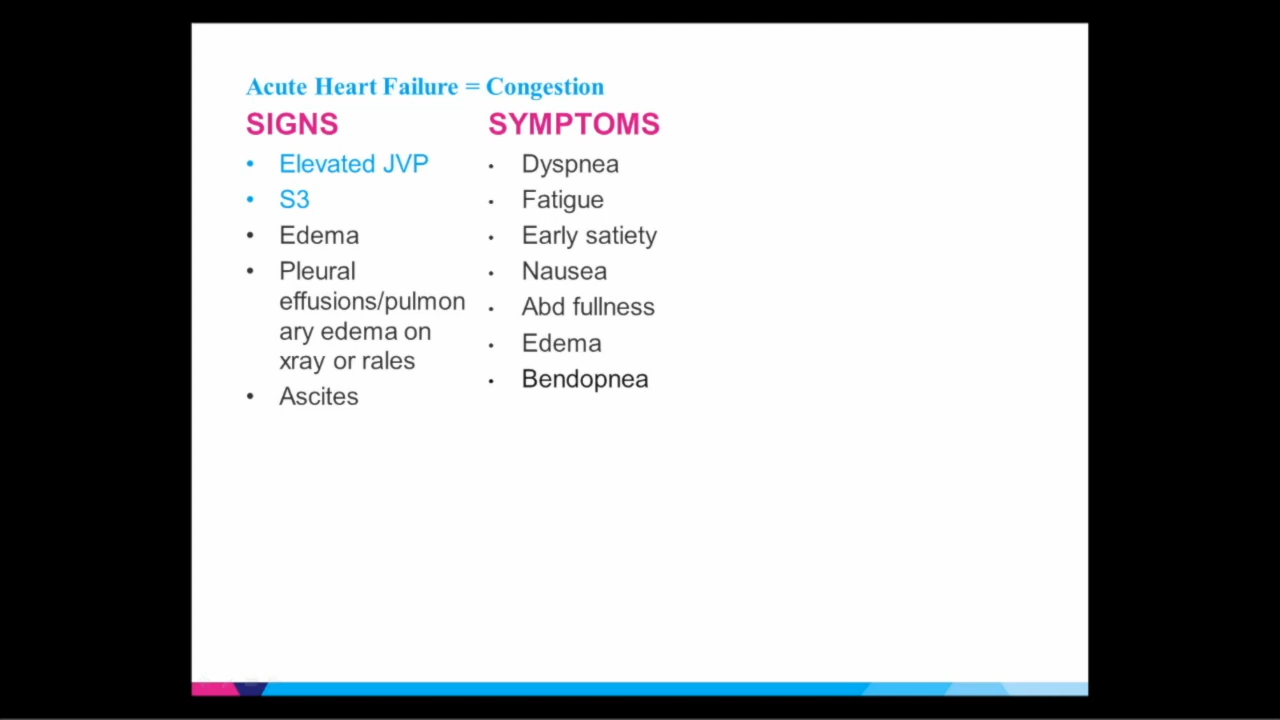 Acute Heart Failure = Congestion
SIGNS
• Elevated JVP
• S3
• Edema
• Pleural
effusions/pulmon
ary edema on
xray or rales
• Ascites
SYMPTOMS
• Dyspnea
• Fatigue
• Early satiety
• Nausea
• Abd fullness
• Edema
• Bendopnea